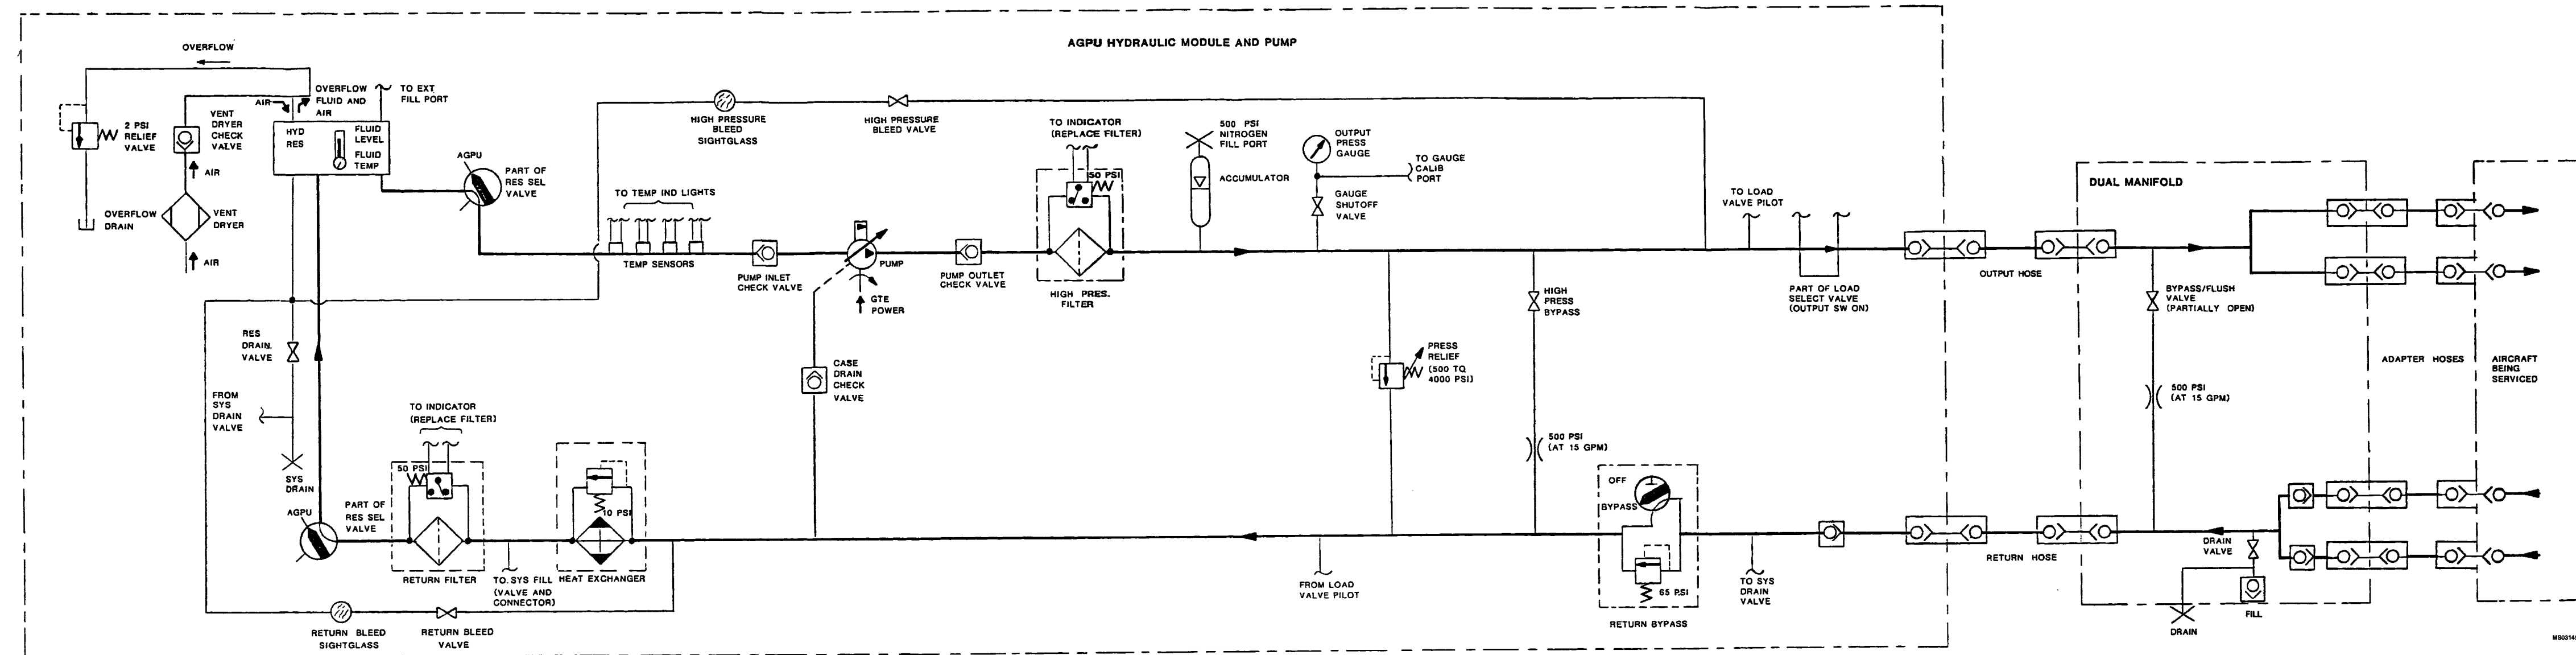 AGPU HYDRAULIC MODULE AND PUMP
OVERFLOW
AIR
OVERFLOW
FLUID AND
AIR
TO EXT
FILL PORT
2 PSI
RELIEF
VALVE
VENT
DRYER
CHECK
VALVE
HYD
RES
FLUID
LEVEL
FLUID
TEMP
AIR
OVERFLOW
DRAIN
VENT
DRYER
AIR
AGPU
PART OF
RES SEL
VALVE
HIGH PRESSURE
BLEED
SIGHTGLASS
HIGH PRESSURE
BLEED VALVE
TO TEMP IND LIGHTS
TEMP SENSORS
PUMP INLET
CHECK VALVE
PUMP
GTE
POWER
PUMP OUTLET
CHECK VALVE
TO INDICATOR
(REPLACE FILTER)
50 PSI
HIGH PRES.
FILTER
500 PSI
NITROGEN
FILL PORT
ACCUMULATOR
OUTPUT
PRESS
GAUGE
TO GAUGE
CALIB
PORT
GAUGE
SHUTOFF
VALVE
TO LOAD
VALVE PILOT
PART OF LOAD
SELECT VALVE
(OUTPUT SW ON)
OUTPUT HOSE
DUAL MANIFOLD
BYPASS/FLUSH
VALVE
(PARTIALLY OPEN)
500 PSI
(AT 15 GPM)
ADAPTER HOSES
AIRCRAFT
BEING
SERVICED
HIGH
PRESS
BYPASS
PRESS
RELIEF
(500 TO
4000 PSI)
500 PSI
(AT 15 GPM)
CASE
DRAIN
CHECK
VALVE
RES
DRAIN
VALVE
FROM
SYS
DRAIN
VALVE
SYS
DRAIN
AGPU
PART OF
RES SEL
VALVE
TO INDICATOR
(REPLACE FILTER)
50 PSI
RETURN FILTER
TO SYS FILL
(VALVE AND
CONNECTOR)
10 PSI
HEAT EXCHANGER
RETURN BLEED
SIGHTGLASS
RETURN BLEED
VALVE
FROM LOAD
VALVE PILOT
OFF
BYPASS
65 PSI
RETURN BYPASS
TO SYS
DRAIN
VALVE
RETURN HOSE
DRAIN
VALVE
FILL
DRAIN